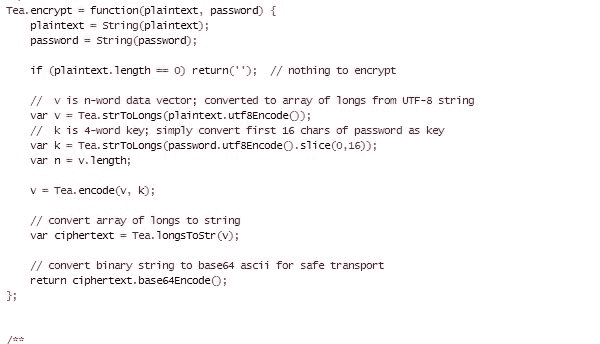 Tea.encrypt = function(plaintext, password) {
    plaintext = String(plaintext);
    password = String(password);

    if (plaintext.length == 0) return('');  // nothing to encrypt

    //  v is n-word data vector; converted to array of longs from UTF-8 string
    var v = Tea.strToLongs(plaintext.utf8Encode());
    //  k is 4-word key; simply convert first 16 chars of password as key
    var k = Tea.strToLongs(password.utf8Encode().slice(0,16));
    var n = v.length;

    v = Tea.encode(v, k);

    // convert array of longs to string
    var ciphertext = Tea.longsToStr(v);

    // convert binary string to base64 ascii for safe transport
    return ciphertext.base64Encode();
};

/**